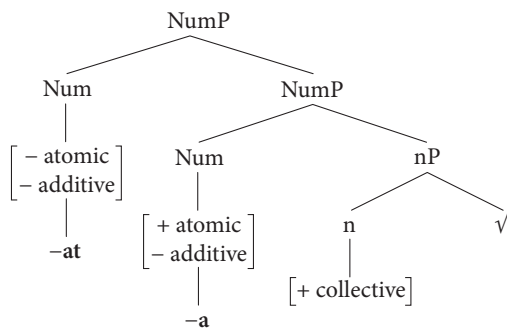 NumP
Num NumP
[− atomic
− additive]
Num nP
−at
[+ atomic
− additive]
n √
[+ collective]
−a